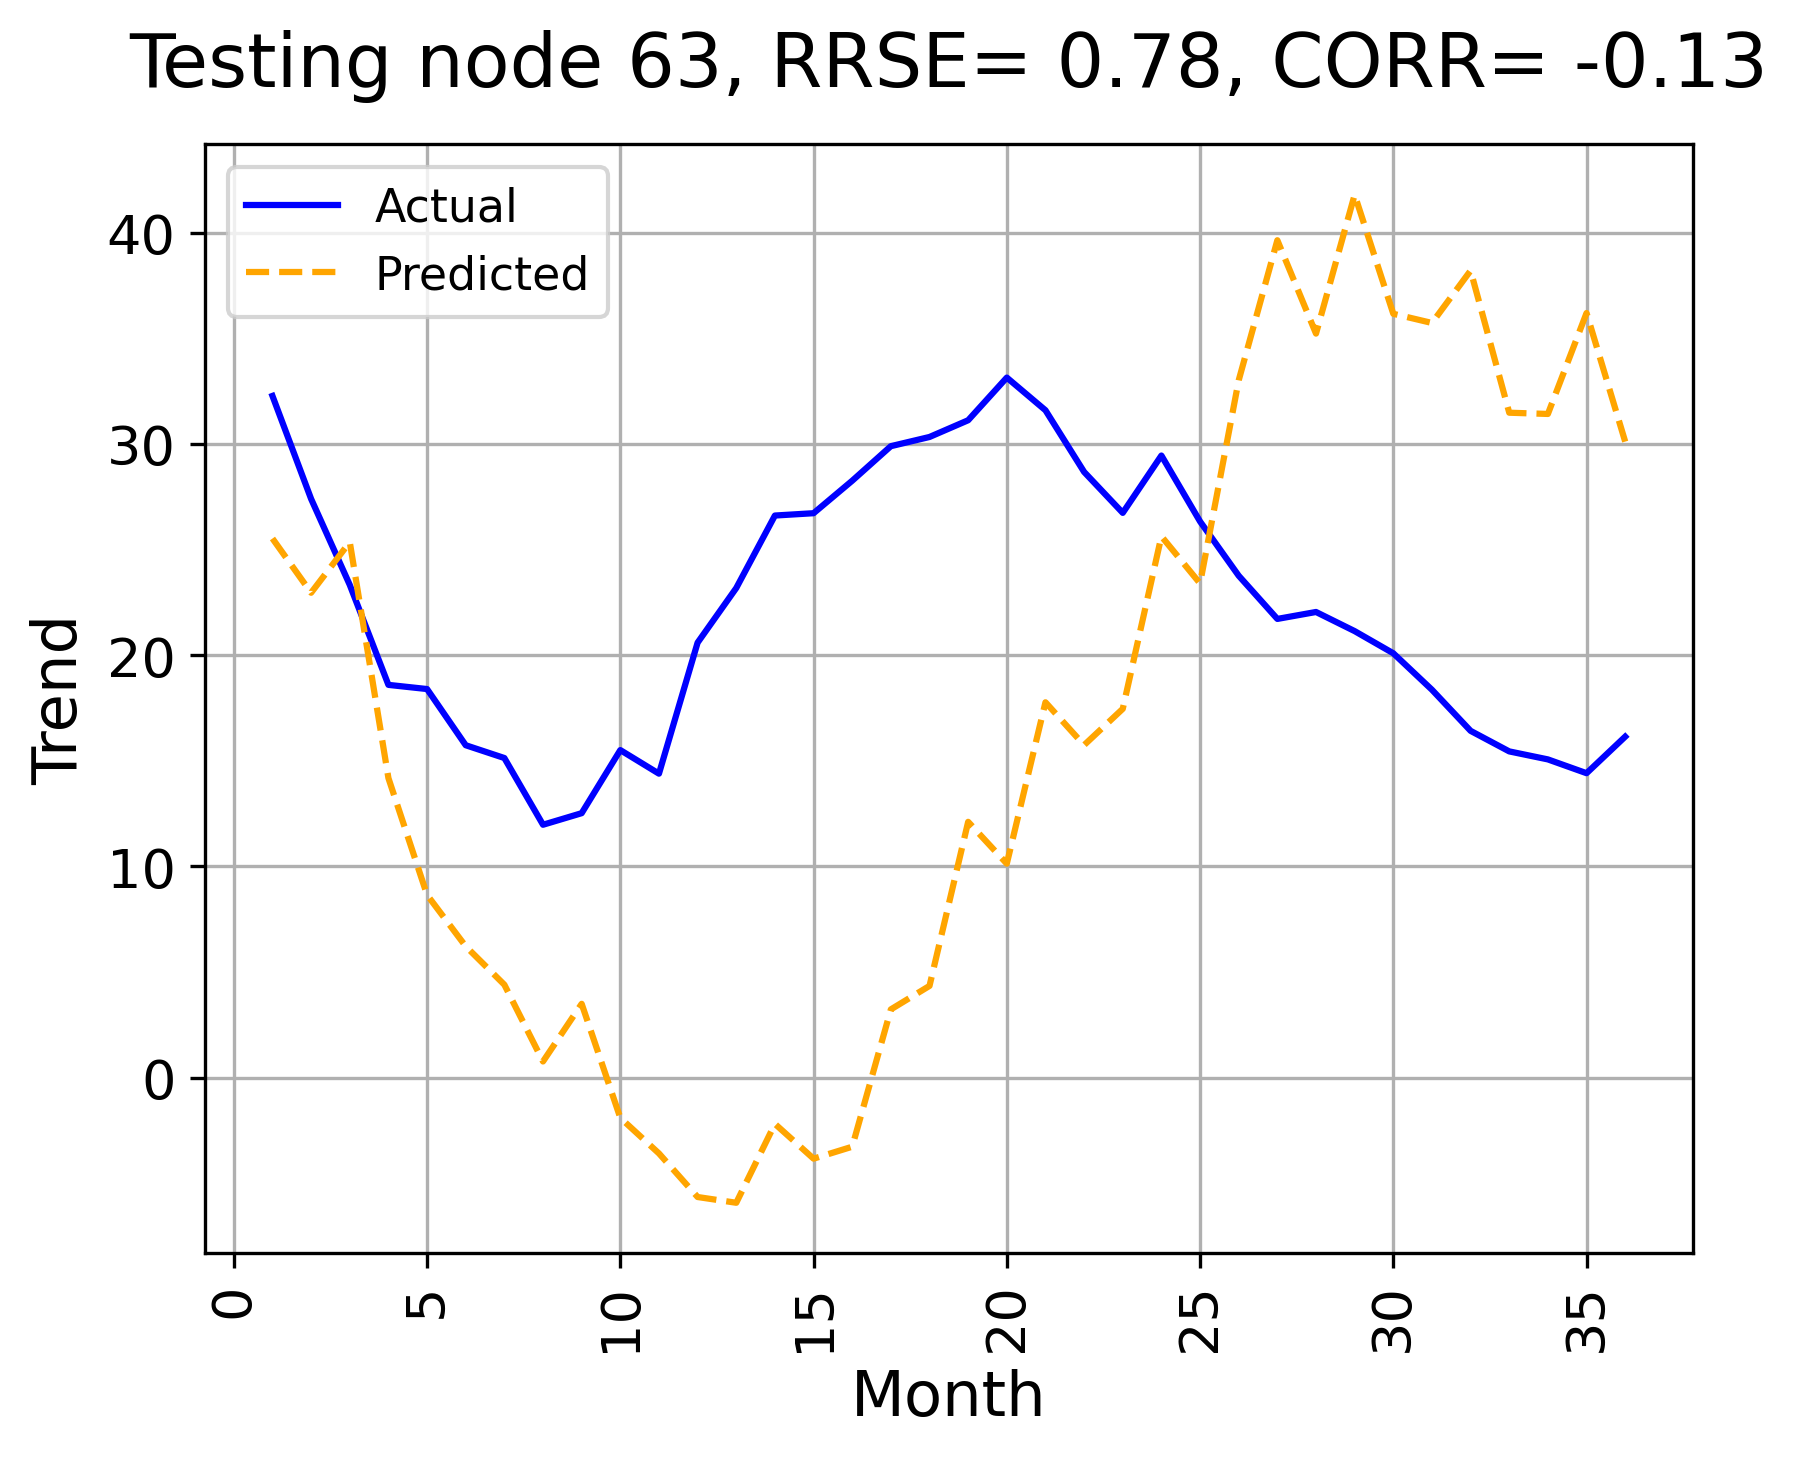 Testing node 63, RRSE= 0.78, CORR= -0.13
Actual
Predicted
40
30
20
10
0
Trend
0
5
10
15
20
25
30
35
Month